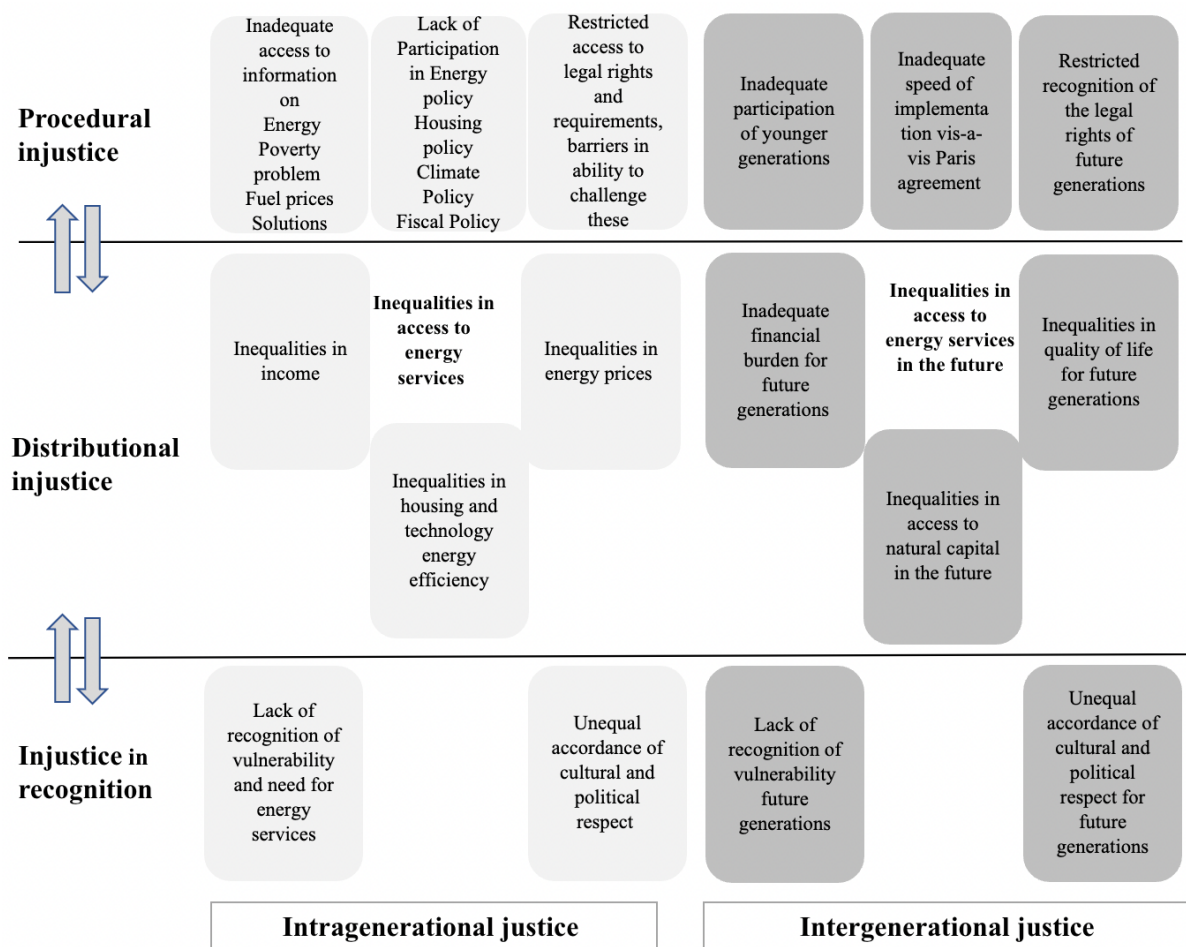 Procedural
injustice
Inadequate
access to
information
on
Energy
Poverty
problem
Fuel prices
Solutions
Lack of
Participation
in Energy
policy
Housing
policy
Climate
Policy
Fiscal Policy
Restricted
access to
legal rights
and
requirements,
barriers in
ability to
challenge
these
Inadequate
participation
of younger
generations
Inadequate
speed of
implementa
tion vis-a-
vis Paris
agreement
Restricted
recognition of
the legal
rights of
future
generations
Distributional
injustice
Inequalities in
income
Inequalities in
access to
energy
services
Inequalities in
energy prices
Inequalities in
housing and
technology
energy
efficiency
Inadequate
financial
burden for
future
generations
Inequalities in
access to
energy services
in the future
Inequalities in
quality of life
for future
generations
Inequalities in
access to
natural capital
in the future
Injustice in
recognition
Lack of
recognition of
vulnerability
and need for
energy
services
Unequal
accordance of
cultural and
political
respect
Lack of
recognition of
vulnerability
future
generations
Unequal
accordance of
cultural and
political
respect for
future
generations
Intragenerational justice
Intergenerational justice